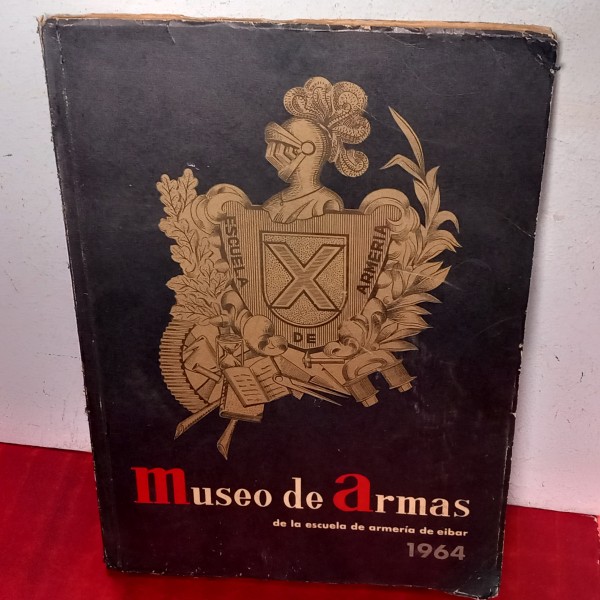 ESCUELA
DE
ARMERIA
X
museo de armas
de la escuela de armería de eibar
1964